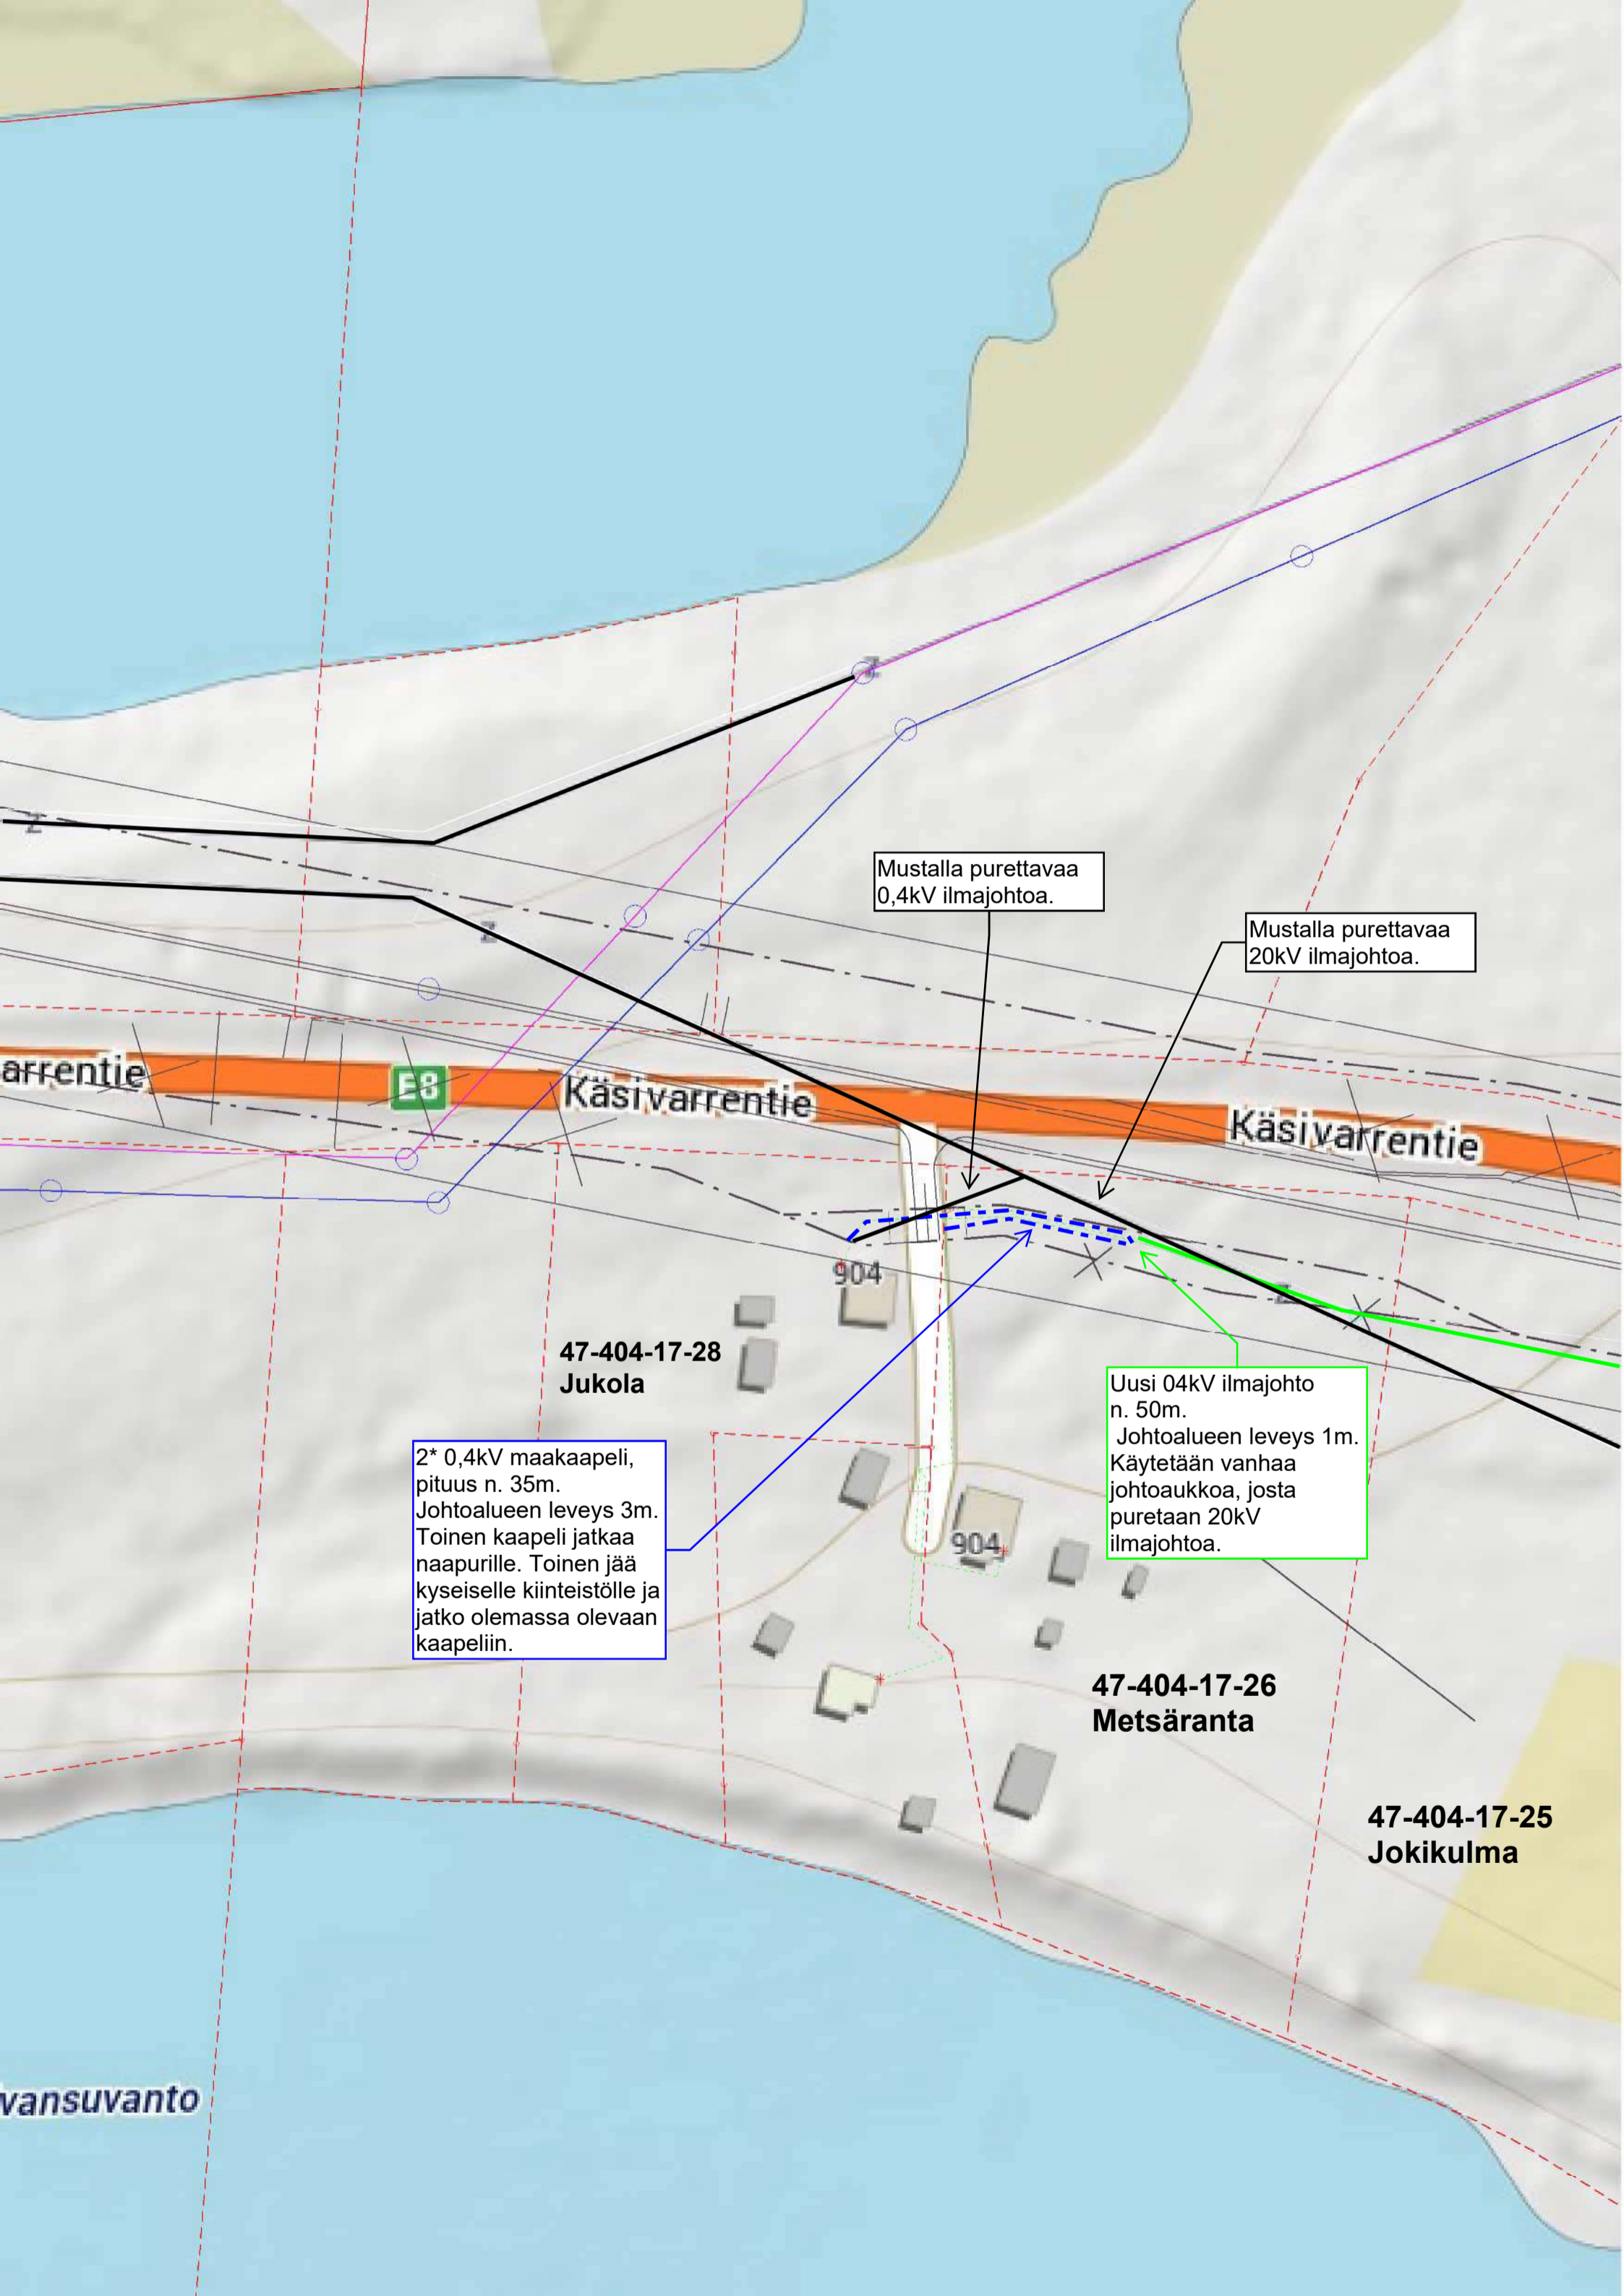 Mustalla purettavaa
0,4kV ilmajohtoa.
Mustalla purettavaa
20kV ilmajohtoa.
z
z
z
z
arrentie
E8
Käsivarrentie
Käsivarrentie
904
47-404-17-28
Jukola
Uusi 04kV ilmajohto
n. 50m.
Johtoalueen leveys 1m.
Käytetään vanhaa
johtoaukkoa, josta
puretaan 20kV
ilmajohtoa.
2* 0,4kV maakaapeli,
pituus n. 35m.
Johtoalueen leveys 3m.
Toinen kaapeli jatkaa
naapurille. Toinen jää
kyseiselle kiinteistölle ja
jatko olemassa olevaan
kaapeliin.
904
47-404-17-26
Metsäranta
47-404-17-25
Jokikulma
vansuvanto